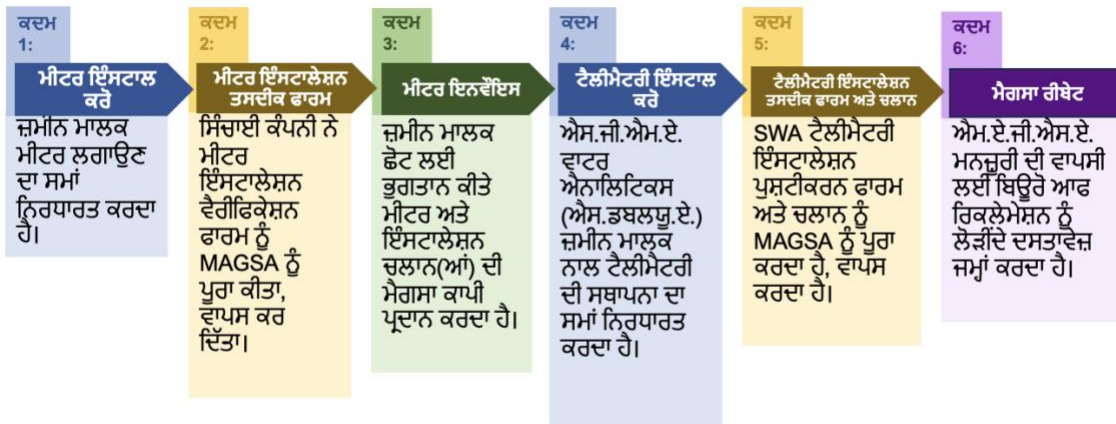 ਕਦਮ
1:
ਮੀਟਰ ਇੰਸਟਾਲ
ਕਰੋ
ਜ਼ਮੀਨ ਮਾਲਕ
ਮੀਟਰ ਲਗਾਉਣ
ਦਾ ਸਮਾਂ
ਨਿਰਧਾਰਤ ਕਰਦਾ
ਹੈ।
ਕਦਮ
2:
ਮੀਟਰ ਇੰਸਟਾਲੇਸ਼ਨ
ਤਸਦੀਕ ਫਾਰਮ
ਸਿੰਚਾਈ ਕੰਪਨੀ ਨੇ
ਮੀਟਰ
ਇੰਸਟਾਲੇਸ਼ਨ
ਵੈਰੀਫਿਕੇਸ਼ਨ
ਫਾਰਮ ਨੂੰ
MAGSA ਨੂੰ
ਪੂਰਾ ਕੀਤਾ,
ਵਾਪਸ ਕਰ
ਦਿੱਤਾ।
ਕਦਮ
3:
ਮੀਟਰ ਇਨਵੌਇਸ
ਜ਼ਮੀਨ ਮਾਲਕ
ਛੋਟ ਲਈ
ਭੁਗਤਾਨ ਕੀਤੇ
ਮੀਟਰ ਅਤੇ
ਇੰਸਟਾਲੇਸ਼ਨ
ਚਲਾਨ(ਆਂ) ਦੀ
ਮੈਗਸਾ ਕਾਪੀ
ਪ੍ਰਦਾਨ ਕਰਦਾ ਹੈ।
ਕਦਮ
4:
ਟੈਲੀਮੈਟਰੀ ਇੰਸਟਾਲ
ਕਰੋ
ਐਸ.ਜੀ.ਐਮ.ਏ.
ਵਾਟਰ
ਐਨਾਲਿਟਿਕਸ
(ਐਸ.ਡਬਲਯੂ.ਏ.)
ਜ਼ਮੀਨ ਮਾਲਕ
ਨਾਲ ਟੈਲੀਮੈਟਰੀ
ਦੀ ਸਥਾਪਨਾ ਦਾ
ਸਮਾਂ ਨਿਰਧਾਰਤ
ਕਰਦਾ ਹੈ।
ਕਦਮ
5:
ਟੈਲੀਮੈਟਰੀ ਇੰਸਟਾਲੇਸ਼ਨ
ਤਸਦੀਕ ਫਾਰਮ ਅਤੇ ਚਲਾਨ
SWA ਟੈਲੀਮੈਟਰੀ
ਇੰਸਟਾਲੇਸ਼ਨ
ਪੁਸ਼ਟੀਕਰਨ ਫਾਰਮ
ਅਤੇ ਚਲਾਨ ਨੂੰ
MAGSA ਨੂੰ ਪੂਰਾ
ਕਰਦਾ ਹੈ, ਵਾਪਸ
ਕਰਦਾ ਹੈ।
ਕਦਮ
6:
ਮੈਗਸਾ ਰੀਬੇਟ
ਐਮ.ਏ.ਜੀ.ਐਸ.ਏ.
ਮਨਜ਼ੂਰੀ ਦੀ ਵਾਪਸੀ
ਲਈ ਬਿਊਰੋ ਆਫ
ਰਿਕਲੇਮੇਸ਼ਨ ਨੂੰ
ਲੋੜੀਂਦੇ ਦਸਤਾਵੇਜ਼
ਜਮ੍ਹਾਂ ਕਰਦਾ ਹੈ।